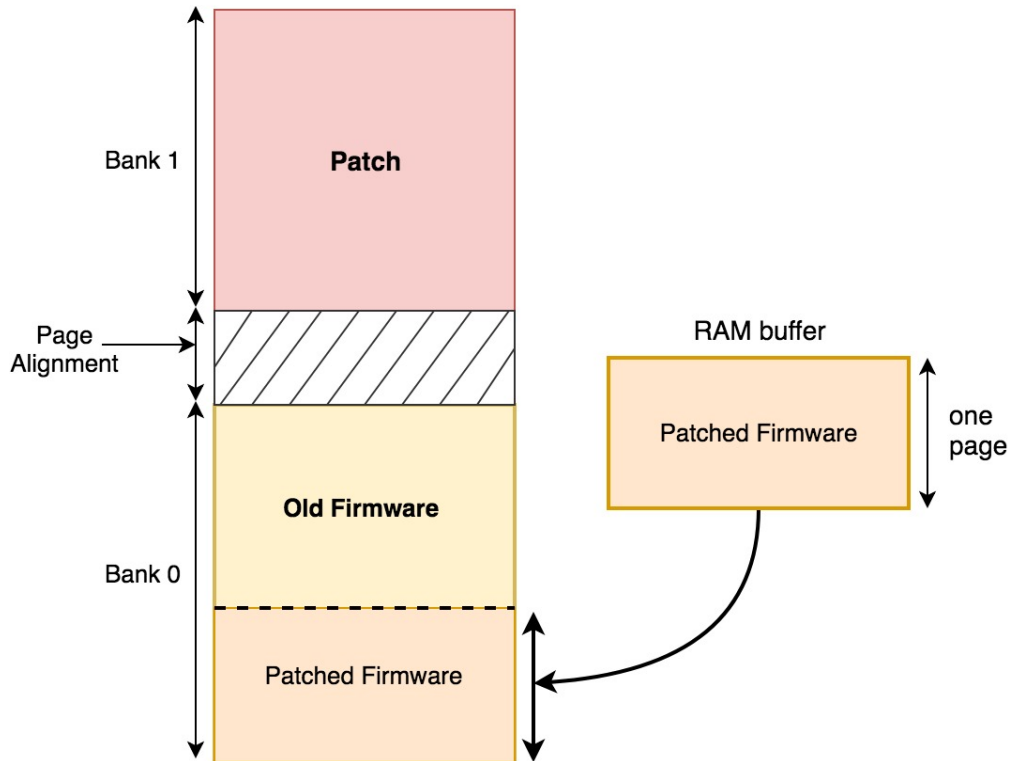 Bank 1
Patch
Page
Alignment
RAM buffer
Patched Firmware
one
page
Old Firmware
Bank 0
Patched Firmware